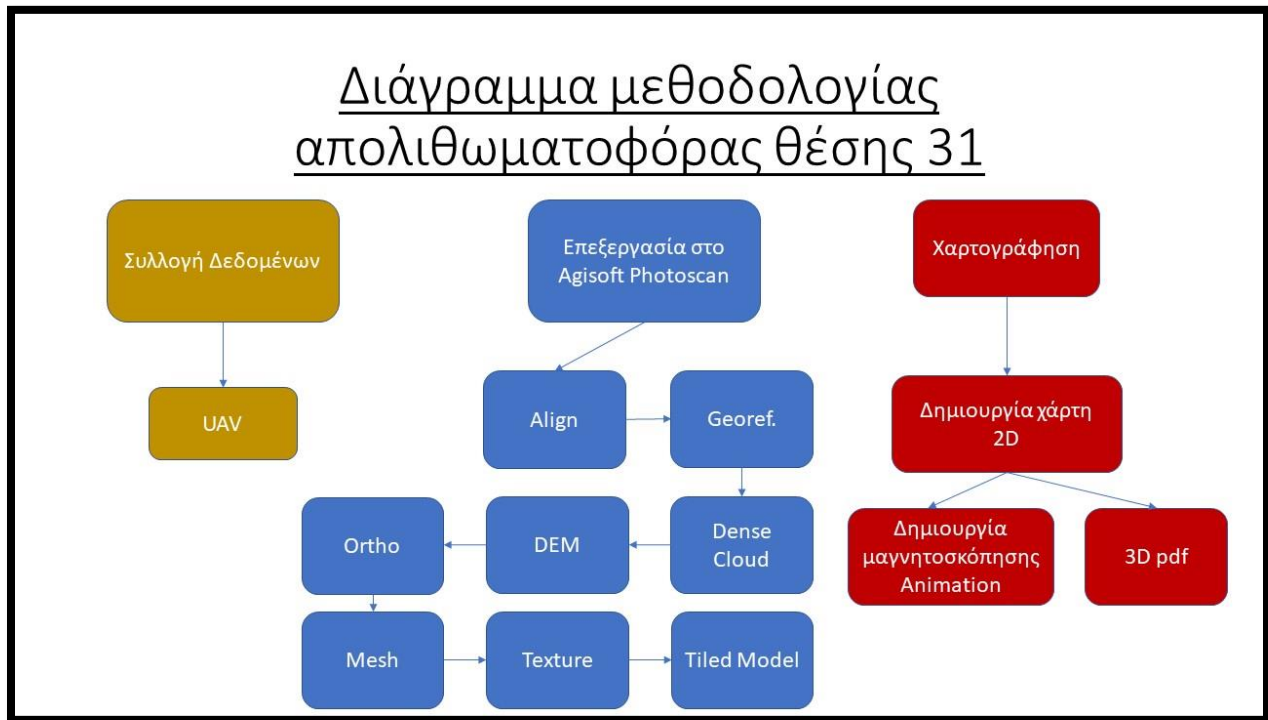 Διάγραμμα μεθοδολογίας
απολιθωματοφόρας θέσης 31
Συλλογή Δεδομένων
UAV
Επεξεργασία στο
Agisoft Photoscan
Align
Georef.
Dense
Cloud
DEM
Ortho
Mesh
Texture
Tiled Model
Χαρτογράφηση
Δημιουργία χάρτη
2D
Δημιουργία
μαγνητοσκόπησης
Animation
3D pdf